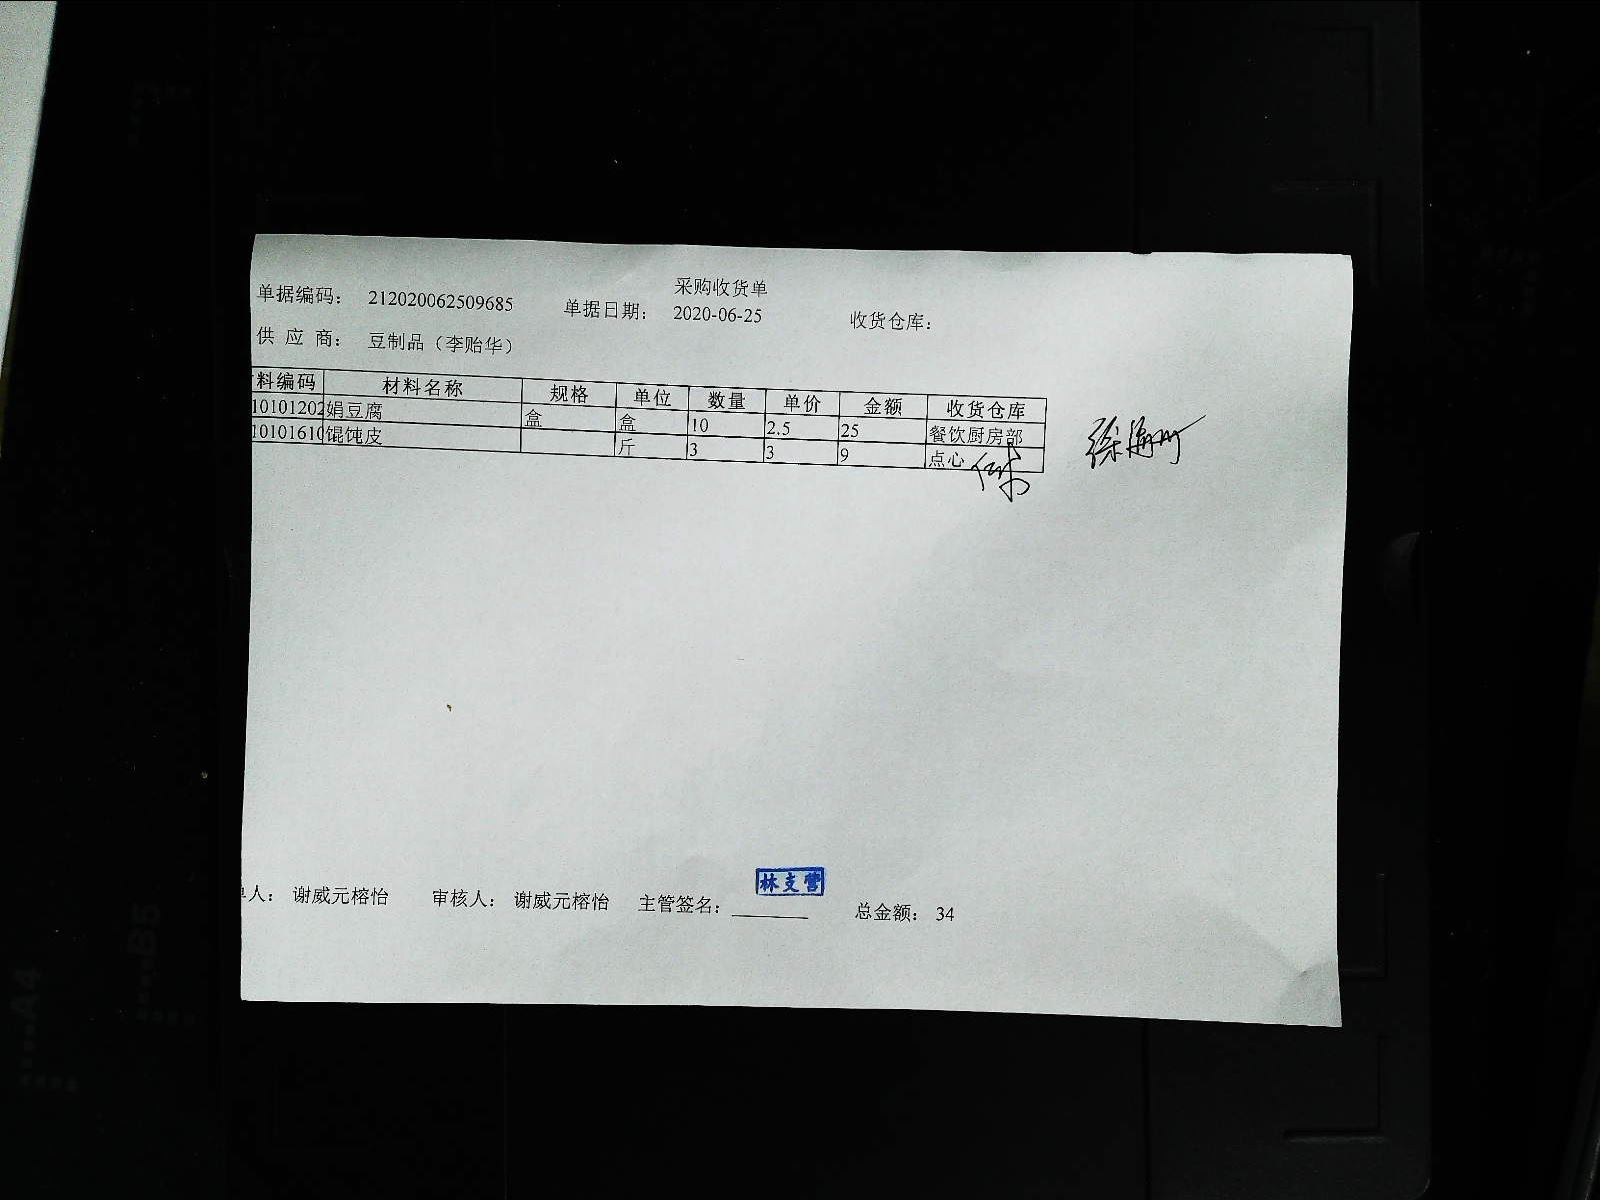 采购收货单
单据编码： 212020062509685 单据日期： 2020-06-25 收货仓库：
供 应 商： 豆制品（李贻华）
料编码 材料名称 规格 单位 数量 单价 金额 收货仓库
10101202 娟豆腐 盒 盒 10 2.5 25 餐饮厨房部
10101610 馄饨皮 斤 3 3 9 点心
林支营
人： 谢威元榕怡 审核人： 谢威元榕怡 主管签名： 总金额： 34
B5
A4